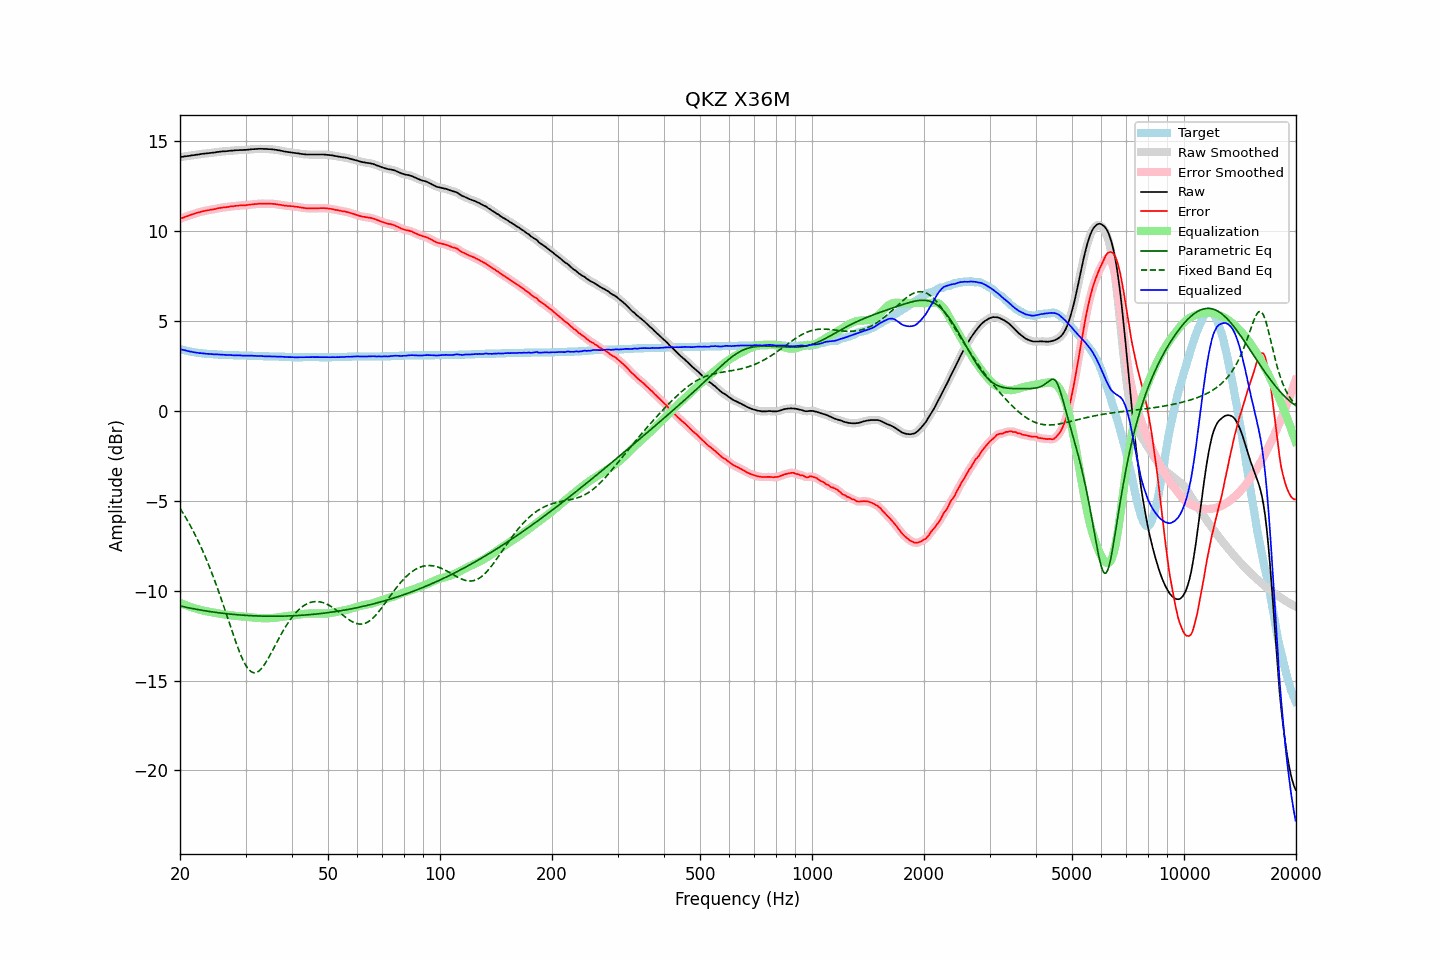 QKZ X36M
Amplitude (dBr)
15
10
5
0
−5
−10
−15
−20
Target
Raw Smoothed
Error Smoothed
Raw
Error
Equalization
Parametric Eq
Fixed Band Eq
Equalized
20 50 100 200 500 1000 2000 5000 10000 20000
Frequency (Hz)